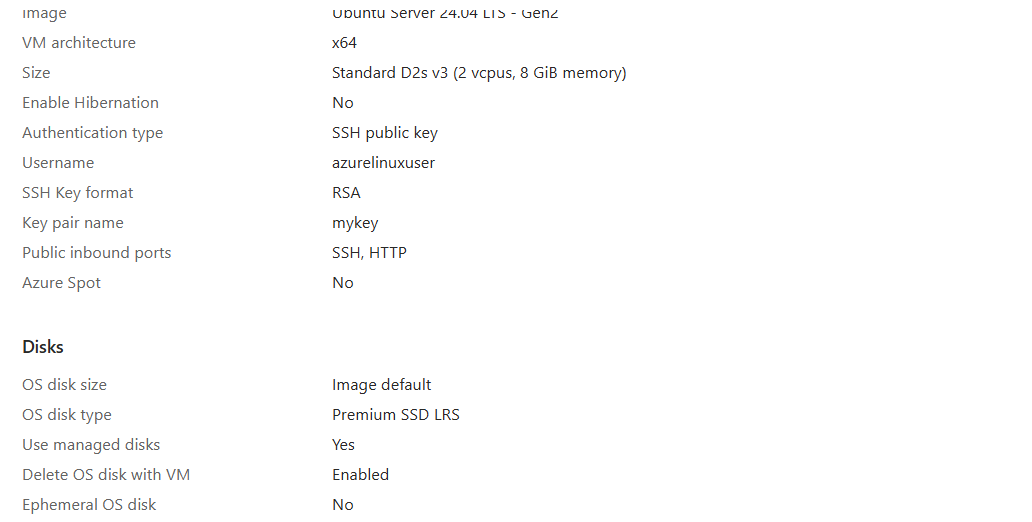 Image Ubuntu Server 24.04 LTS - Gen2
VM architecture x64
Size Standard D2s v3 (2 vcpus, 8 GiB memory)
Enable Hibernation No
Authentication type SSH public key
Username azurelinuxuser
SSH Key format RSA
Key pair name mykey
Public inbound ports SSH, HTTP
Azure Spot No
Disks
OS disk size Image default
OS disk type Premium SSD LRS
Use managed disks Yes
Delete OS disk with VM Enabled
Ephemeral OS disk No